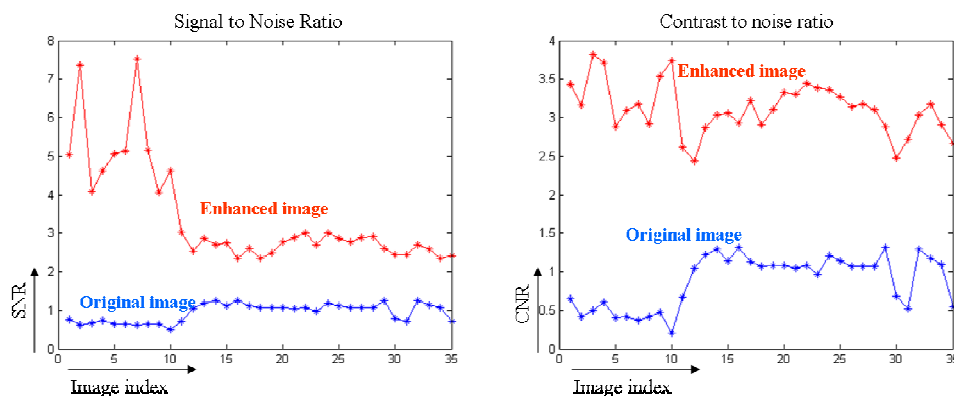 Signal to Noise Ratio
8
7
6
5
4
3
2
1
0
Enhanced image
Original image
SNR
0 5 10 15 20 25 30 35
Image index
Contrast to noise ratio
4
3.5
3
2.5
2
1.5
1
0.5
0
Enhanced image
Original image
CNR
0 5 10 15 20 25 30 35
Image index